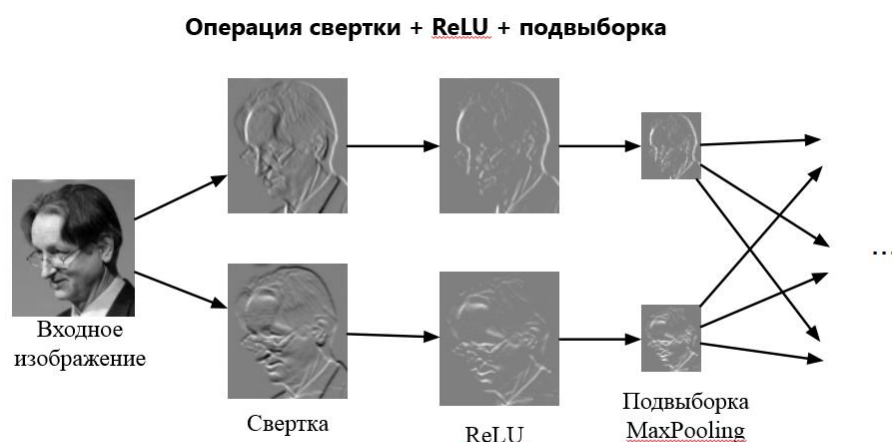 Операция свертки + ReLU + подвыборка
Входное
изображение
Свертка
ReLU
Подвыборка
MaxPooling
...